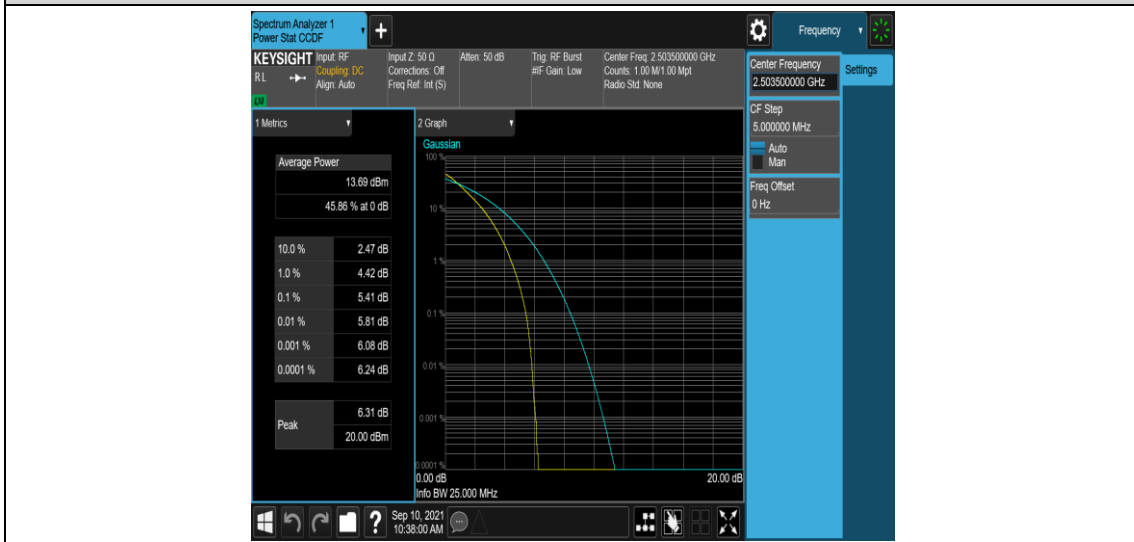 Spectrum Analyzer 1
Power Stat CCDF
+
Frequency
KEYSIGHT
RL
LXI
Input: RF
Coupling: DC
Align: Auto
Input Z: 50 Ω
Corrections: Off
Freq Ref: Int (S)
Atten: 50 dB
Trig: RF Burst
#IF Gain: Low
Center Freq: 2.503500000 GHz
Counts: 1.00 M/1.00 Mpt
Radio Std: None
Center Frequency
2.503500000 GHz
Settings
CF Step
5.000000 MHz
Auto
Man
Freq Offset
0 Hz
1 Metrics
Average Power
13.69 dBm
45.86 % at 0 dB
10.0 % 2.47 dB
1.0 % 4.42 dB
0.1 % 5.41 dB
0.01 % 5.81 dB
0.001 % 6.08 dB
0.0001 % 6.24 dB
Peak
6.31 dB
20.00 dBm
2 Graph
Gaussian
100 %
10 %
1 %
0.1 %
0.01 %
0.001 %
0.0001 %
0.00 dB 20.00 dB
Info BW 25.000 MHz
?
Sep 10, 2021
10:38:00 AM